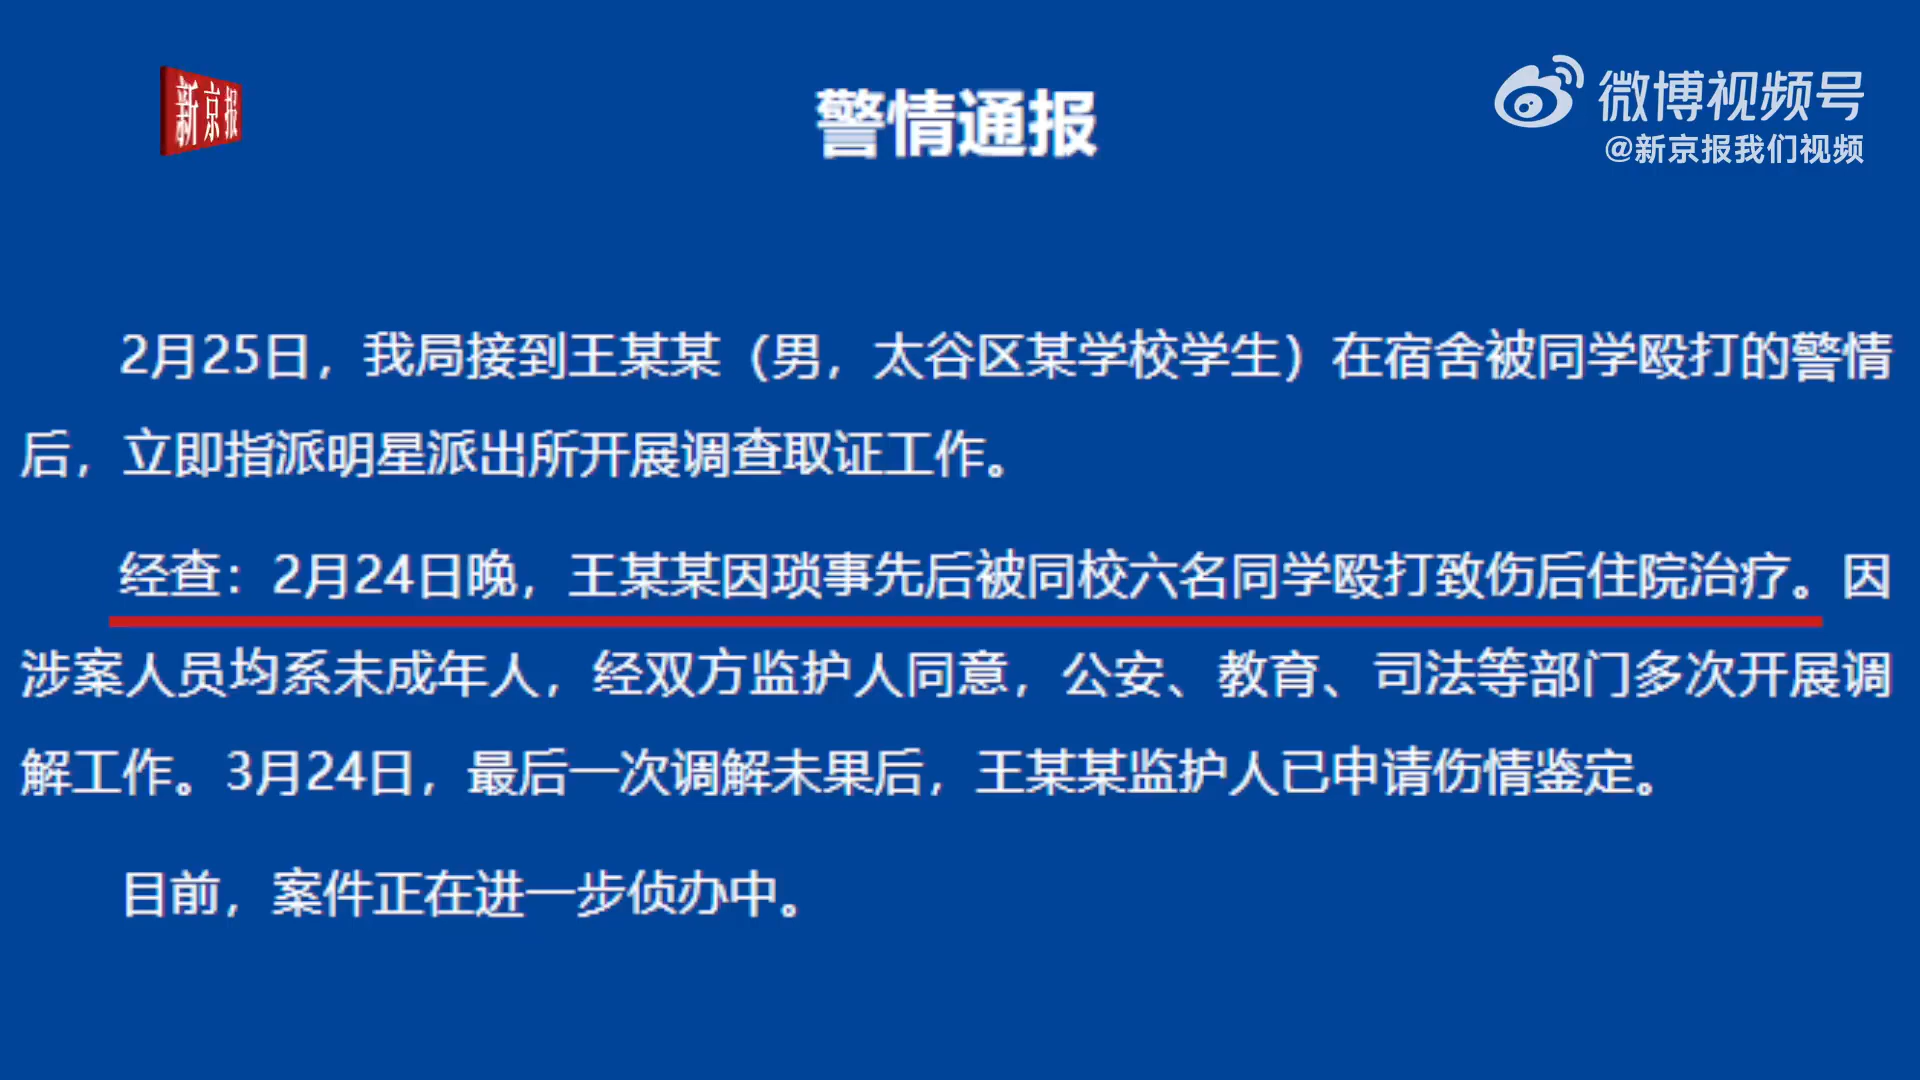 新京报
微博视频号
@新京报我们视频
警情通报
2月25日，我局接到王某某（男，太谷区某学校学生）在宿舍被同学殴打的警情
后，立即指派明星派出所开展调查取证工作。
经查：2月24日晚，王某某因琐事先后被同校六名同学殴打致伤后住院治疗。因
涉案人员均系未成年人，经双方监护人同意，公安、教育、司法等部门多次开展调
解工作。3月24日，最后一次调解未果后，王某某监护人已申请伤情鉴定。
目前，案件正在进一步侦办中。